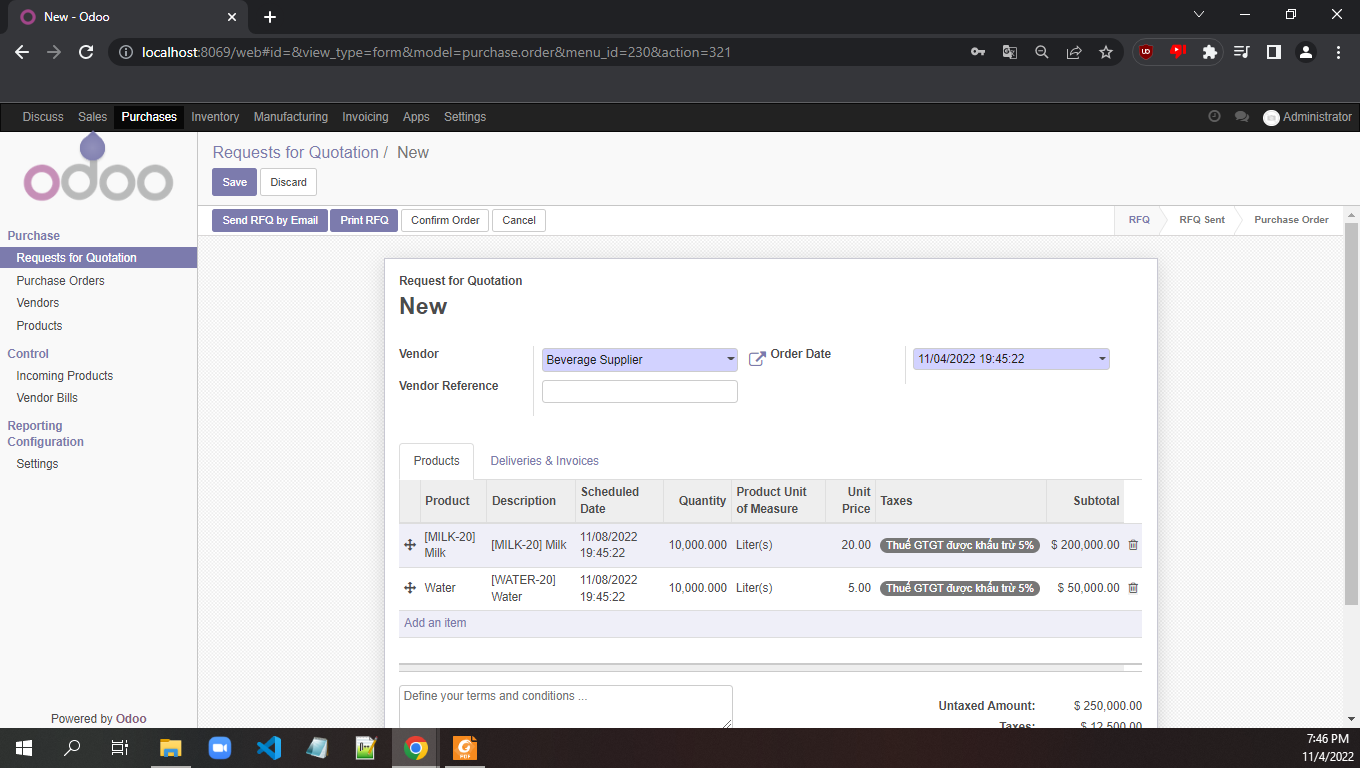 New - Odoo
localhost:8069/web#id=&view_type=form&model=purchase.order&menu_id=230&action=321
Discuss Sales Purchases Inventory Manufacturing Invoicing Apps Settings Administrator
odoo
Requests for Quotation / New
Save Discard
Send RFQ by Email Print RFQ Confirm Order Cancel RFQ RFQ Sent Purchase Order
Purchase
Requests for Quotation
Purchase Orders
Vendors
Products
Control
Incoming Products
Vendor Bills
Reporting
Configuration
Settings
Powered by Odoo
Request for Quotation
New
Vendor Beverage Supplier Order Date 11/04/2022 19:45:22
Vendor Reference
Products Deliveries & Invoices
Product Description Scheduled Date Quantity Product Unit of Measure Unit Price Taxes Subtotal
[MILK-20] Milk [MILK-20] Milk 11/08/2022 19:45:22 10,000.000 Liter(s) 20.00 Thuế GTGT được khấu trừ 5% $ 200,000.00
Water [WATER-20] Water 11/08/2022 19:45:22 10,000.000 Liter(s) 5.00 Thuế GTGT được khấu trừ 5% $ 50,000.00
Add an item
Define your terms and conditions ...
Untaxed Amount: $ 250,000.00
Taxes: $ 12,500.00
7:46 PM
11/4/2022